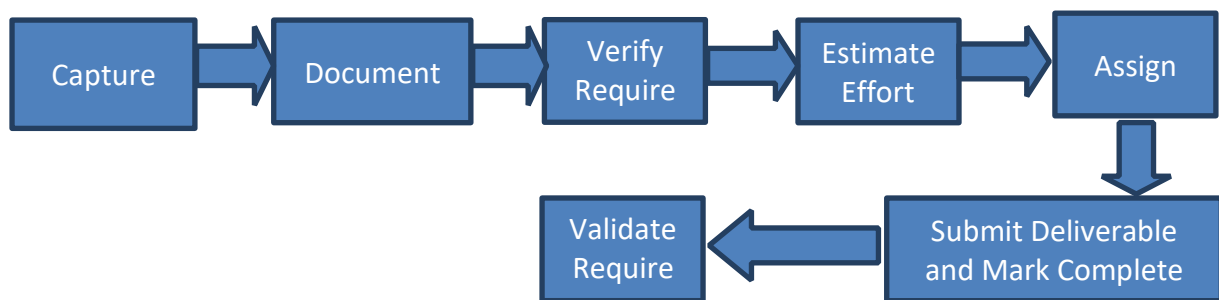 Capture
Document
Verify
Require
Estimate
Effort
Assign
Submit Deliverable
and Mark Complete
Validate
Require